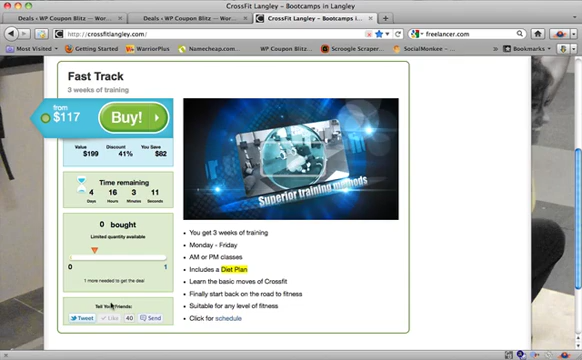 CrossFit Langley – Bootcamps in Langley
Deals ‹ WP Coupon Blitz — Wor...
Deals ‹ WP Coupon Blitz — Wor...
CrossFit Langley – Bootcamps in L...
http://crossfitlangley.com/
freelancer.com
Most Visited
Getting Started
WarriorPlus
Namecheap.com...
WP Coupon Blitz
Scroogle Scraper...
SocialMonkee - ...
Bookmarks
Fast Track
3 weeks of training
from
$117
Buy!
Value Discount You Save
$199 41% $82
Time remaining
4 16 3 11
Days Hours Minutes Seconds
0 bought
Limited quantity available
0 1
1 more needed to get the deal
Tell Your Friends:
Tweet Like 40 Send
Superior training methods
• You get 3 weeks of training
• Monday - Friday
• AM or PM classes
• Includes a Diet Plan
• Learn the basic moves of Crossfit
• Finally start back on the road to fitness
• Suitable for any level of fitness
• Click for schedule